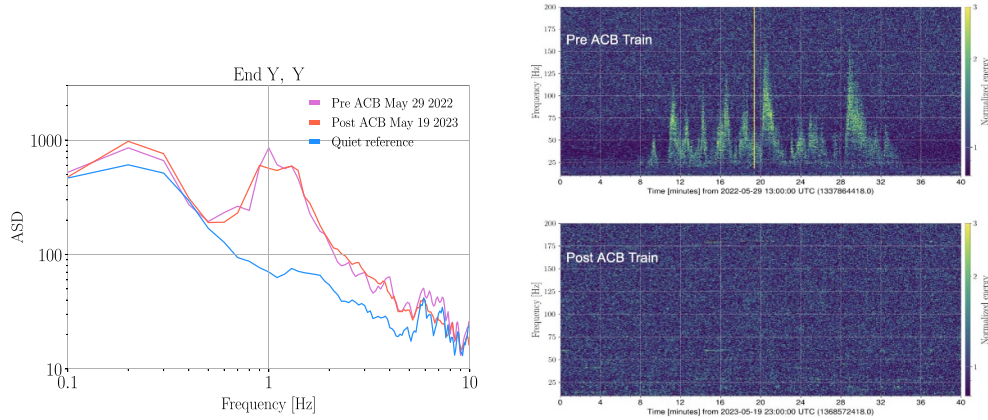 End Y, Y
Pre ACB May 29 2022
Post ACB May 19 2023
Quiet reference
1000
100
10
ASD
0.1
1
10
Frequency [Hz]
Pre ACB Train
200
175
150
125
100
75
50
25
Frequency [Hz]
0 4 8 12 16 20 24 28 32 36 40
Time [minutes] from 2022-05-29 13:00:00 UTC (1337864418.0)
3
2
1
Normalized energy
Post ACB Train
200
175
150
125
100
75
50
25
Frequency [Hz]
0 4 8 12 16 20 24 28 32 36 40
Time [minutes] from 2023-05-19 23:00:00 UTC (1368572418.0)
3
2
1
Normalized energy